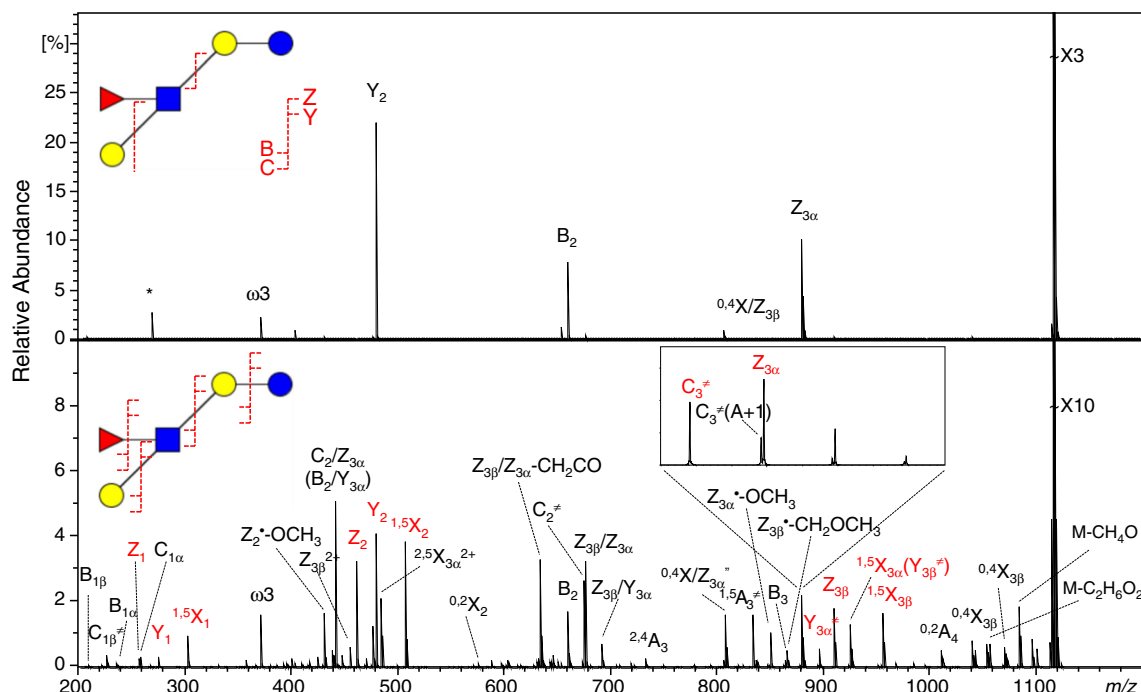 [%]
X3
Z
Y
B
C
Y₂
Z₃α
B₂
25
20
15
10
5
0
*
ω3
⁰,⁴X/Z₃β
Relative Abundance
X10
Z₃α
C₃≠
C₃≠(A+1)
C₂/Z₃α
(B₂/Y₃α)
Z₃β/Z₃α–CH₂CO
Z₃α•-OCH₃
C₂≠
Z₃β•-CH₂OCH₃
Y₂
¹,⁵X₂
Z₂•-OCH₃
Z₂
Z₃β²⁺
²,⁵X₃α²⁺
Z₃β/Z₃α
M-CH₄O
Z₁
C₁α
⁰,⁴X/Z₃α"
¹,⁵X₃α(Y₃β≠)
⁰,⁴X₃β
B₁β
ω3
B₂
Z₃β/Y₃α
¹,⁵A₃≠
B₃
Z₃β
¹,⁵X₃β
M-C₂H₆O₂
B₁α
¹,⁵X₁
⁰,²X₂
Y₃α≠
⁰,⁴X₃β
C₁β≠
Y₁
²,⁴A₃
⁰,²A₄
8
6
4
2
0
200
300
400
500
600
700
800
900
1000
1100
m/z